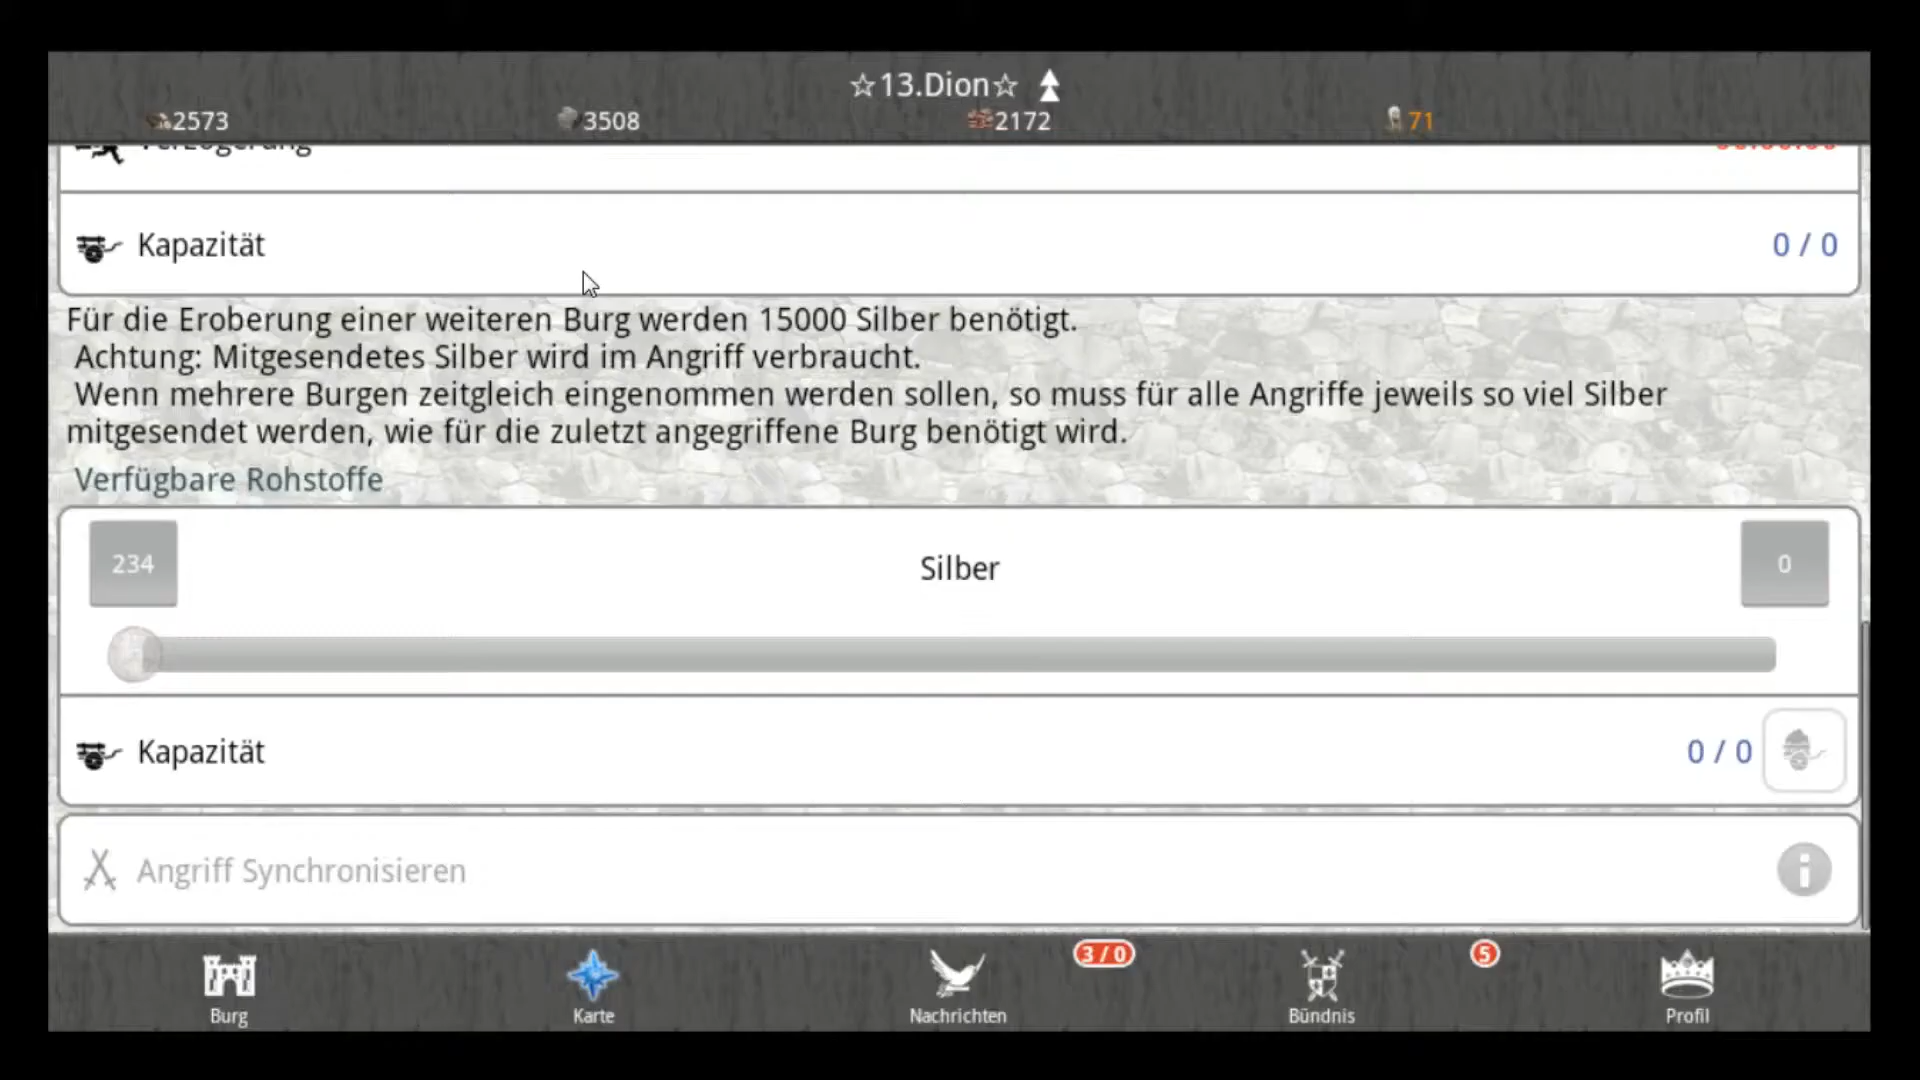 ☆13.Dion☆
2573 3508 2172 71
Verzögerung
Kapazität 0 / 0
Für die Eroberung einer weiteren Burg werden 15000 Silber benötigt.
Achtung: Mitgesendetes Silber wird im Angriff verbraucht.
Wenn mehrere Burgen zeitgleich eingenommen werden sollen, so muss für alle Angriffe jeweils so viel Silber
mitgesendet werden, wie für die zuletzt angegriffene Burg benötigt wird.
Verfügbare Rohstoffe
234 Silber 0
Kapazität 0 / 0
Angriff Synchronisieren
3 / 0 5
Burg Karte Nachrichten Bündnis Profil